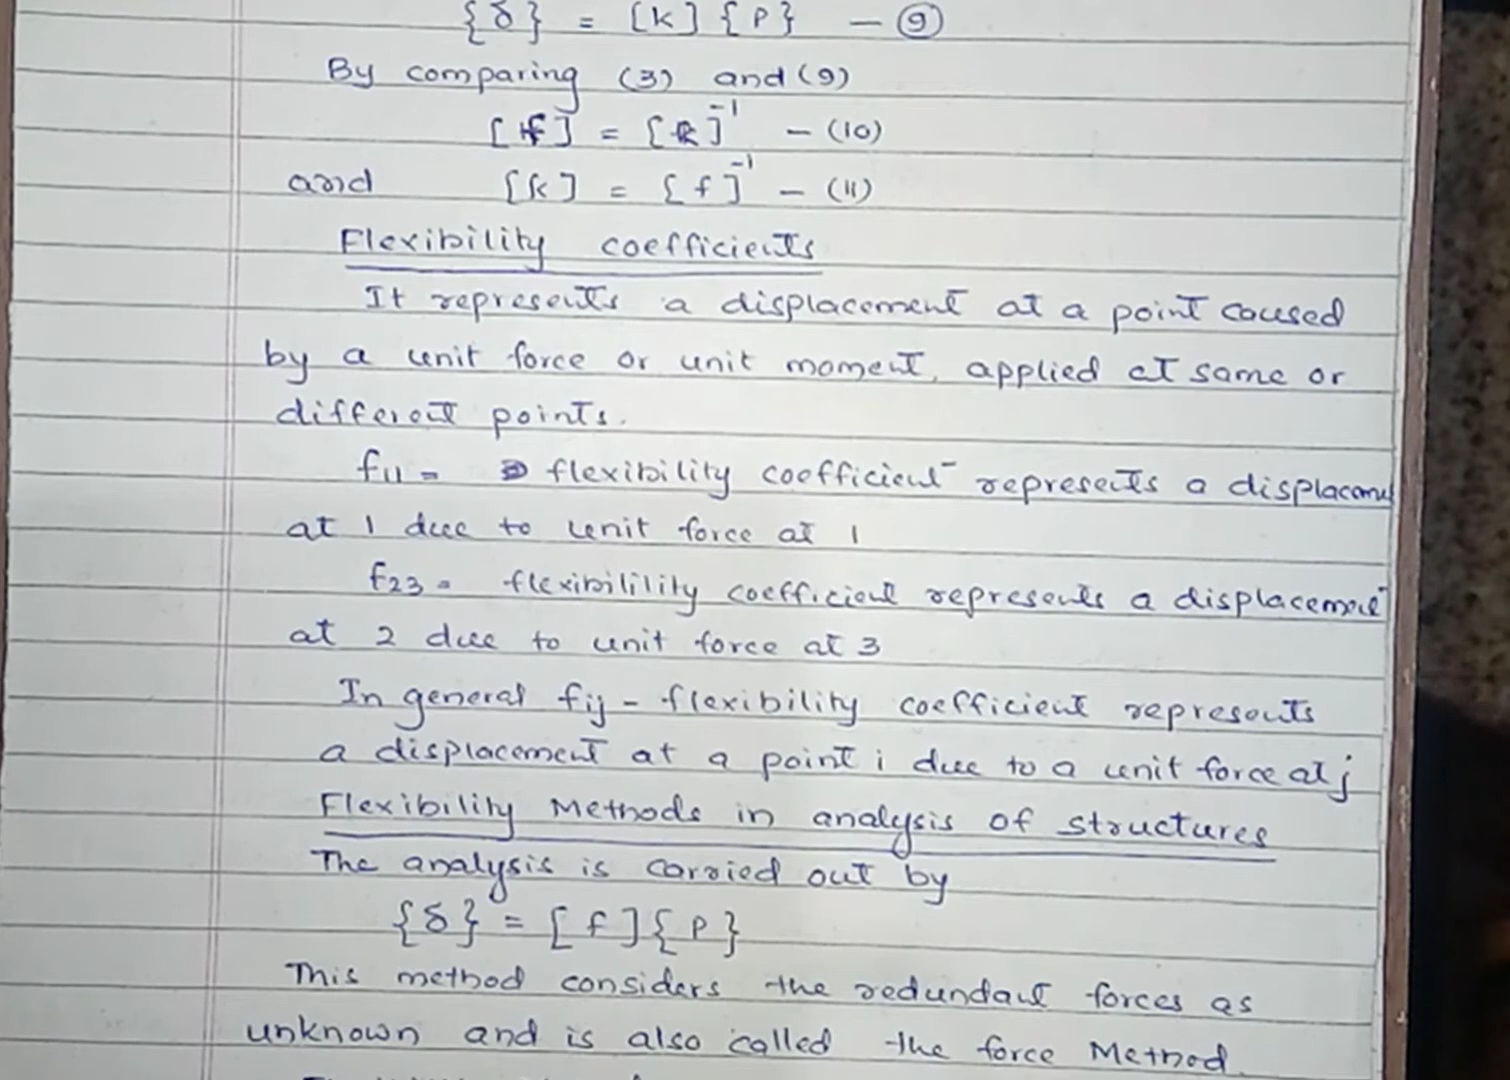 {δ} = [k] {P} — ⑨
By comparing (3) and (9)
[f] = [k]⁻¹ — (10)
and [k] = [f]⁻¹ — (11)
Flexibility coefficients
It represents a displacement at a point caused
by a unit force or unit moment, applied at same or
different points.
f11 = flexibility coefficient represents a displacement
at 1 due to unit force at 1
f23 = flexibilility coefficient represents a displacement
at 2 due to unit force at 3
In general fij - flexibility coefficient represents
a displacement at a point i due to a unit force at j
Flexibility Methods in analysis of structures
The analysis is carried out by
{δ} = [f]{P}
This method considers the redundant forces as
unknown and is also called the force Method.